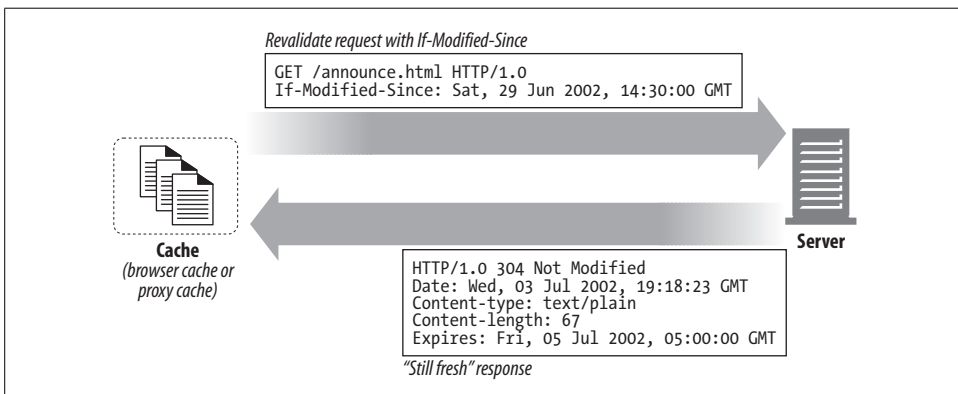 Revalidate request with If-Modified-Since
GET /announce.html HTTP/1.0
If-Modified-Since: Sat, 29 Jun 2002, 14:30:00 GMT
Cache
(browser cache or
proxy cache)
Server
HTTP/1.0 304 Not Modified
Date: Wed, 03 Jul 2002, 19:18:23 GMT
Content-type: text/plain
Content-length: 67
Expires: Fri, 05 Jul 2002, 05:00:00 GMT
“Still fresh” response